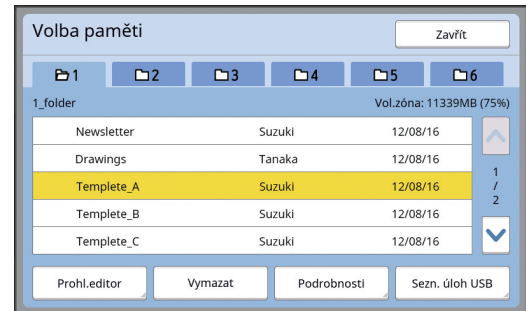 Volba paměti
Zavřít
1 2 3 4 5 6
1_folder Vol.zóna: 11339MB (75%)
Newsletter Suzuki 12/08/16
Drawings Tanaka 12/08/16
Templete_A Suzuki 12/08/16
Templete_B Suzuki 12/08/16
Templete_C Suzuki 12/08/16
1
/
2
Prohl.editor Vymazat Podrobnosti Sezn. úloh USB